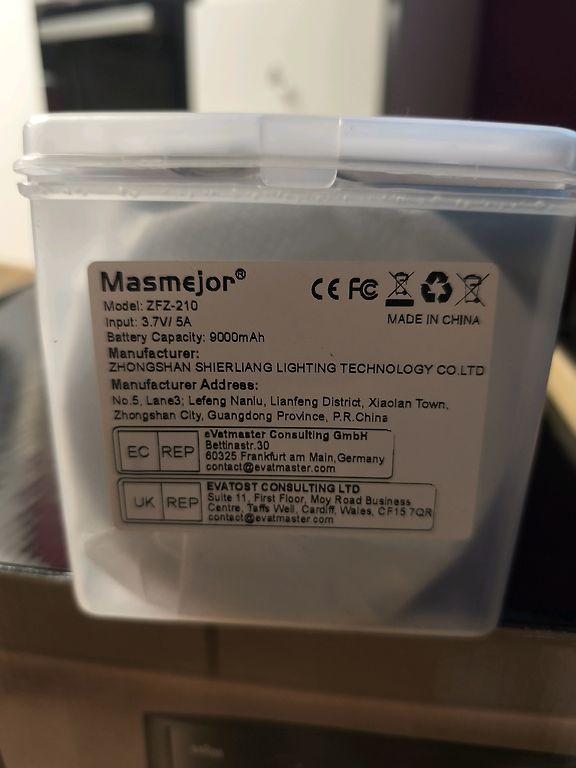 Masmejor®
CE FC
Model: ZFZ-210
Input: 3.7V/ 5A
MADE IN CHINA
Battery Capacity: 9000mAh
Manufacturer:
ZHONGSHAN SHIERLIANG LIGHTING TECHNOLOGY CO.LTD
Manufacturer Address:
No.5, Lane3; Lefeng Nanlu, Lianfeng District, Xiaolan Town,
Zhongshan City, Guangdong Province, P.R.China
EC REP
eVatmaster Consulting GmbH
Bettinastr.30
60325 Frankfurt am Main,Germany
contact@evatmaster.com
UK REP
EVATOST CONSULTING LTD
Suite 11, First Floor, Moy Road Business
Centre, Taffs Well, Cardiff, Wales, CF15 7QR
contact@evatmaster.com